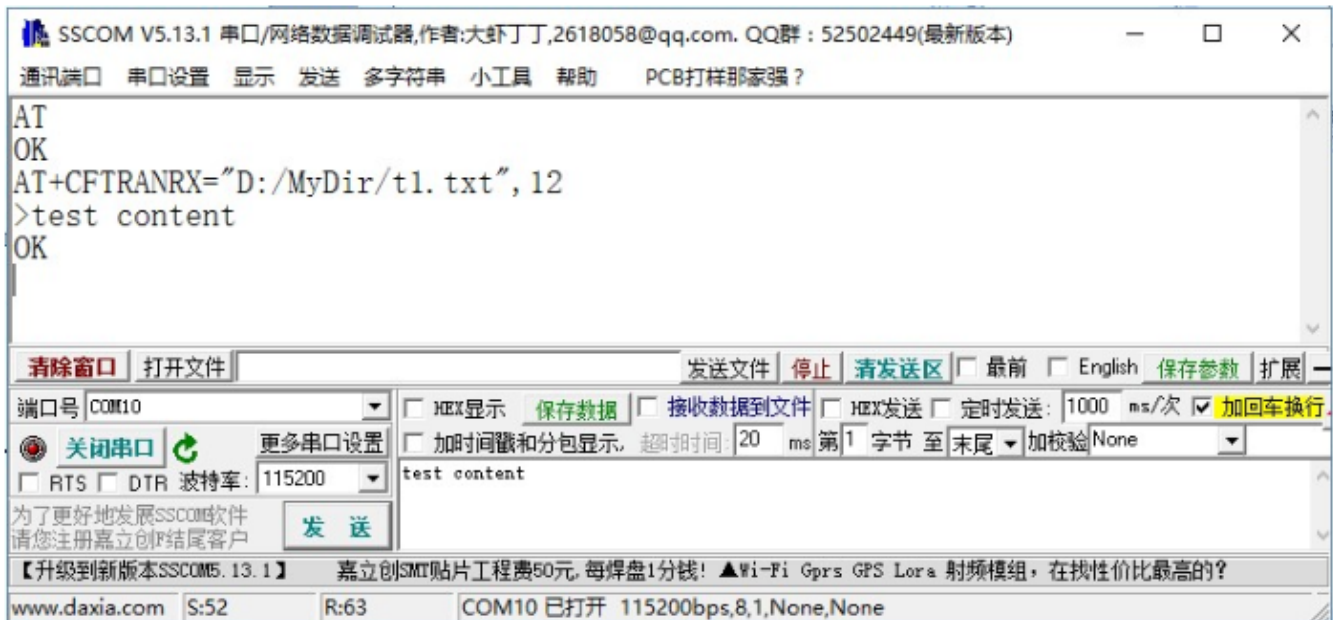 SSCOM V5.13.1 串口/网络数据调试器,作者:大虾丁丁,2618058@qq.com. QQ群：52502449(最新版本)
通讯端口 串口设置 显示 发送 多字符串 小工具 帮助 PCB打样那家强？
AT
OK
AT+CFTRANRX="D:/MyDir/t1.txt",12
>test content
OK
清除窗口 打开文件 发送文件 停止 清发送区 最前 English 保存参数 扩展 —
端口号 COM10 HEX显示 保存数据 接收数据到文件 HEX发送 定时发送: 1000 ms/次 加回车换行
关闭串口 更多串口设置 加时间戳和分包显示, 超时时间: 20 ms 第1 字节 至 末尾 加校验 None
RTS DTR 波特率: 115200 test content
为了更好地发展SSCOM软件
请您注册嘉立创F结尾客户 发 送
【升级到新版本SSCOM5.13.1】 嘉立创SMT贴片工程费50元,每焊盘1分钱! ▲Wi-Fi Gprs GPS Lora 射频模组，在找性价比最高的?
www.daxia.com S:52 R:63 COM10 已打开 115200bps,8,1,None,None